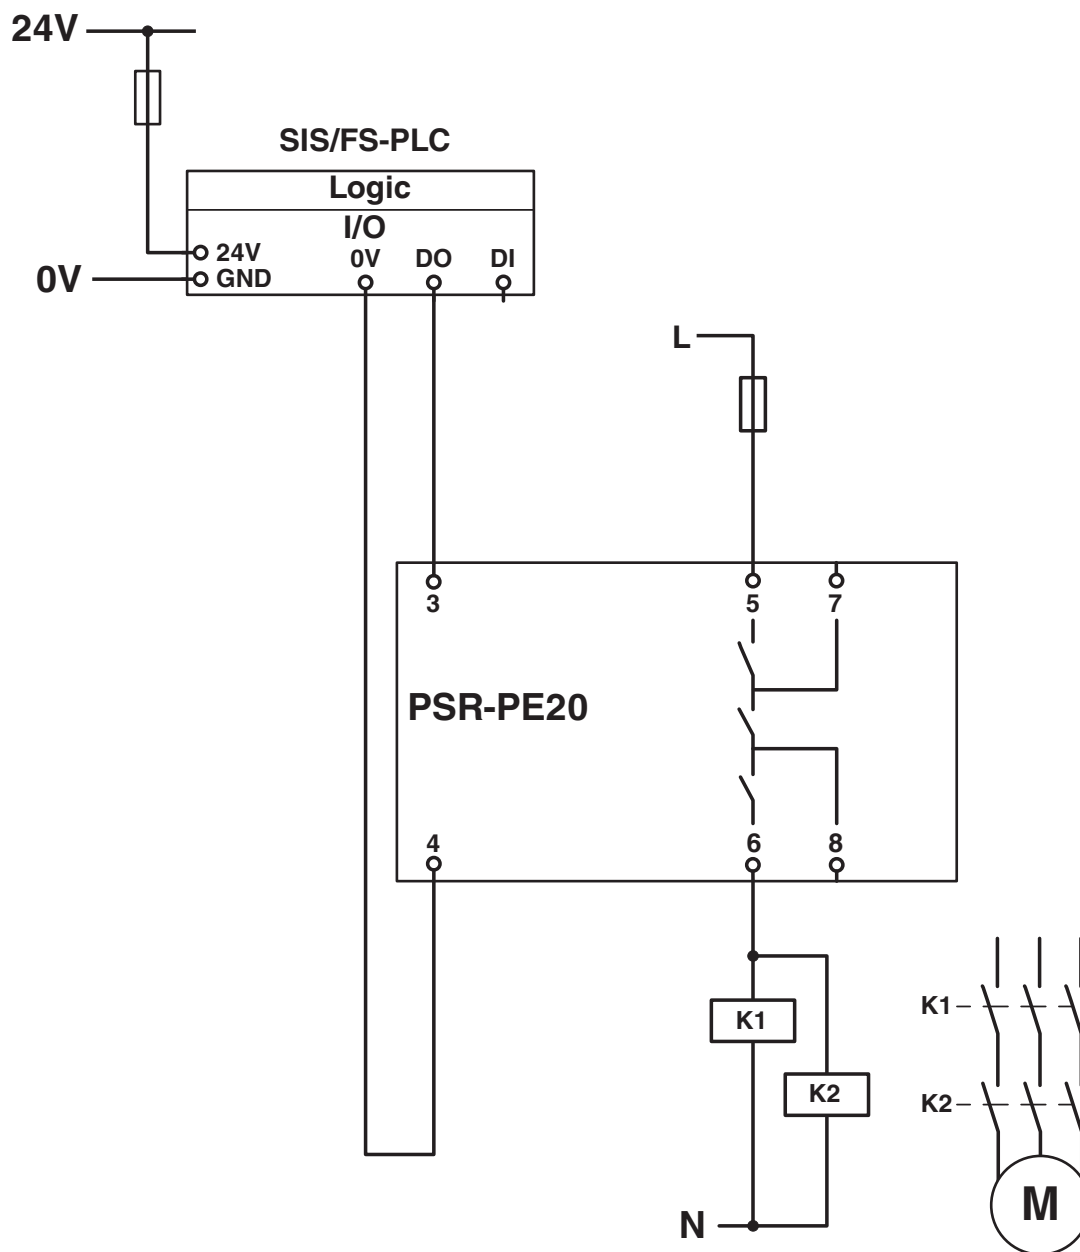 24V
SIS/FS-PLC
Logic
I/O
24V
0V
DO
DI
0V
GND
L
3
5
7
PSR-PE20
4
6
8
K1
K1
K2
K2
N
M